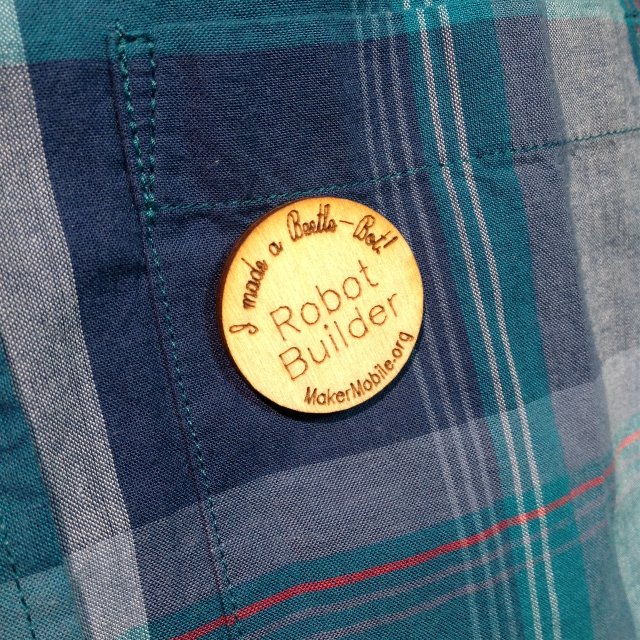 I made a Beetle-Bot!
Robot
Builder
MakerMobile.org